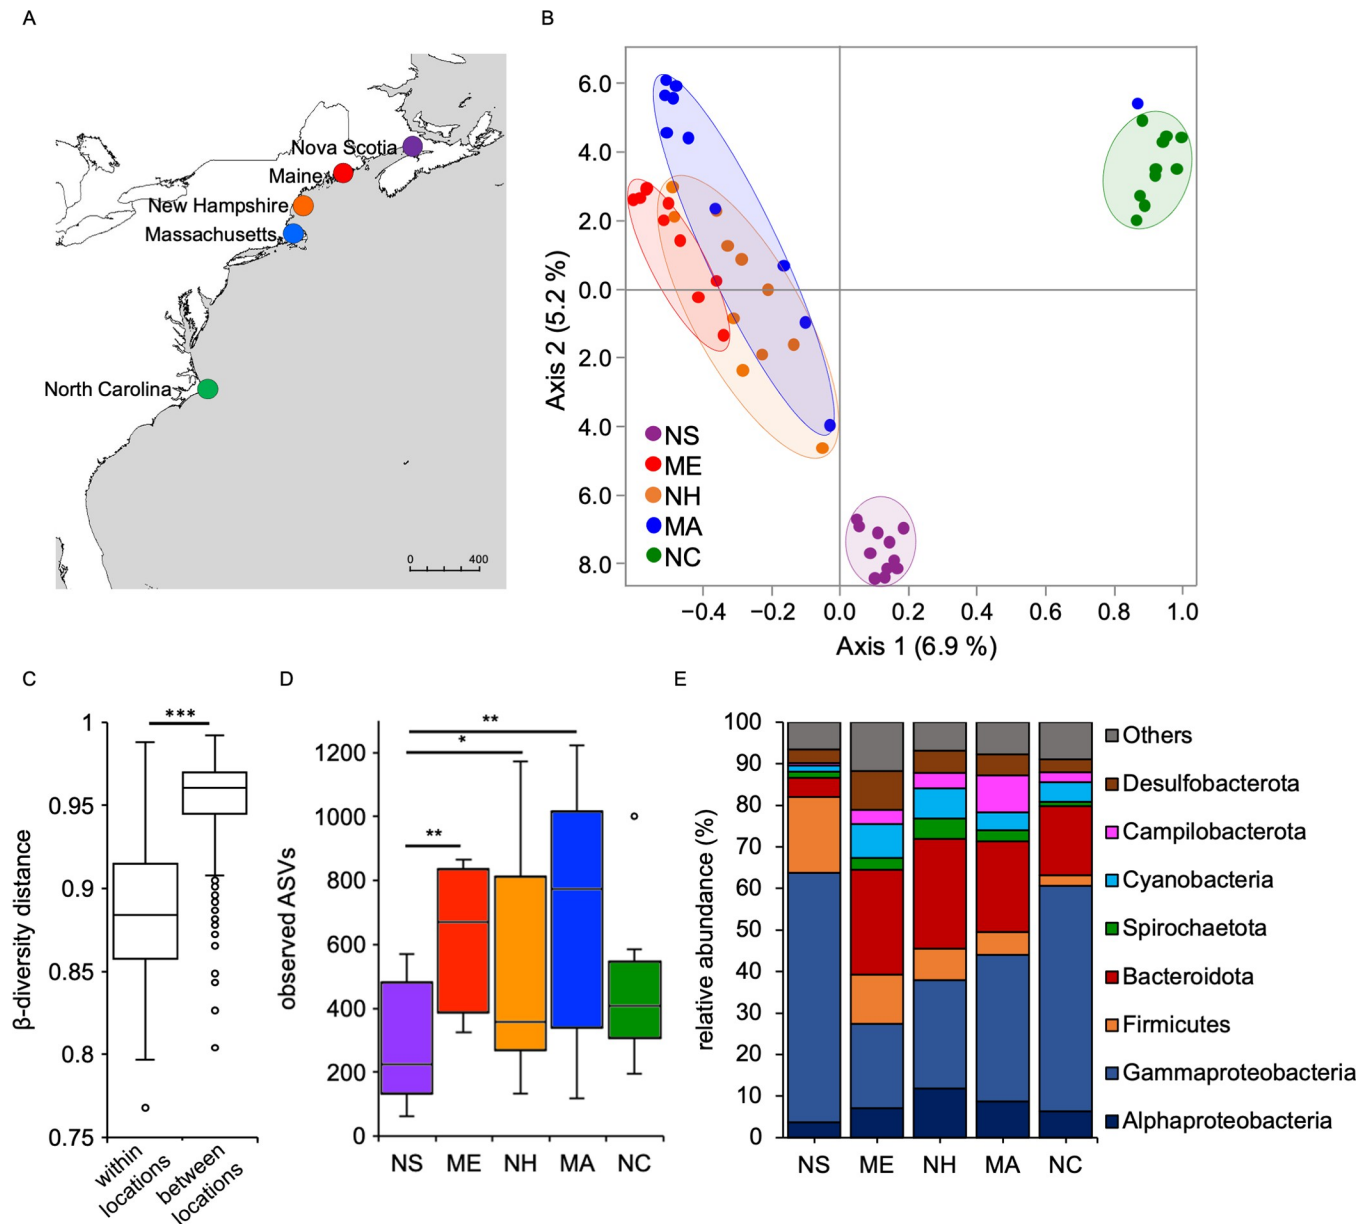 A
Nova Scotia
Maine
New Hampshire
Massachusetts
North Carolina
0 400
B
6.0
4.0
2.0
0.0
2.0
4.0
6.0
8.0
Axis 2 (5.2 %)
NS
ME
NH
MA
NC
−0.4 −0.2 0.0 0.2 0.4 0.6 0.8 1.0
Axis 1 (6.9 %)
C
***
1
0.95
0.9
0.85
0.8
0.75
β-diversity distance
within locations
between locations
D
**
*
**
1200
1000
800
600
400
200
0
observed ASVs
NS ME NH MA NC
E
100
90
80
70
60
50
40
30
20
10
0
relative abundance (%)
NS ME NH MA NC
Others
Desulfobacterota
Campilobacterota
Cyanobacteria
Spirochaetota
Bacteroidota
Firmicutes
Gammaproteobacteria
Alphaproteobacteria